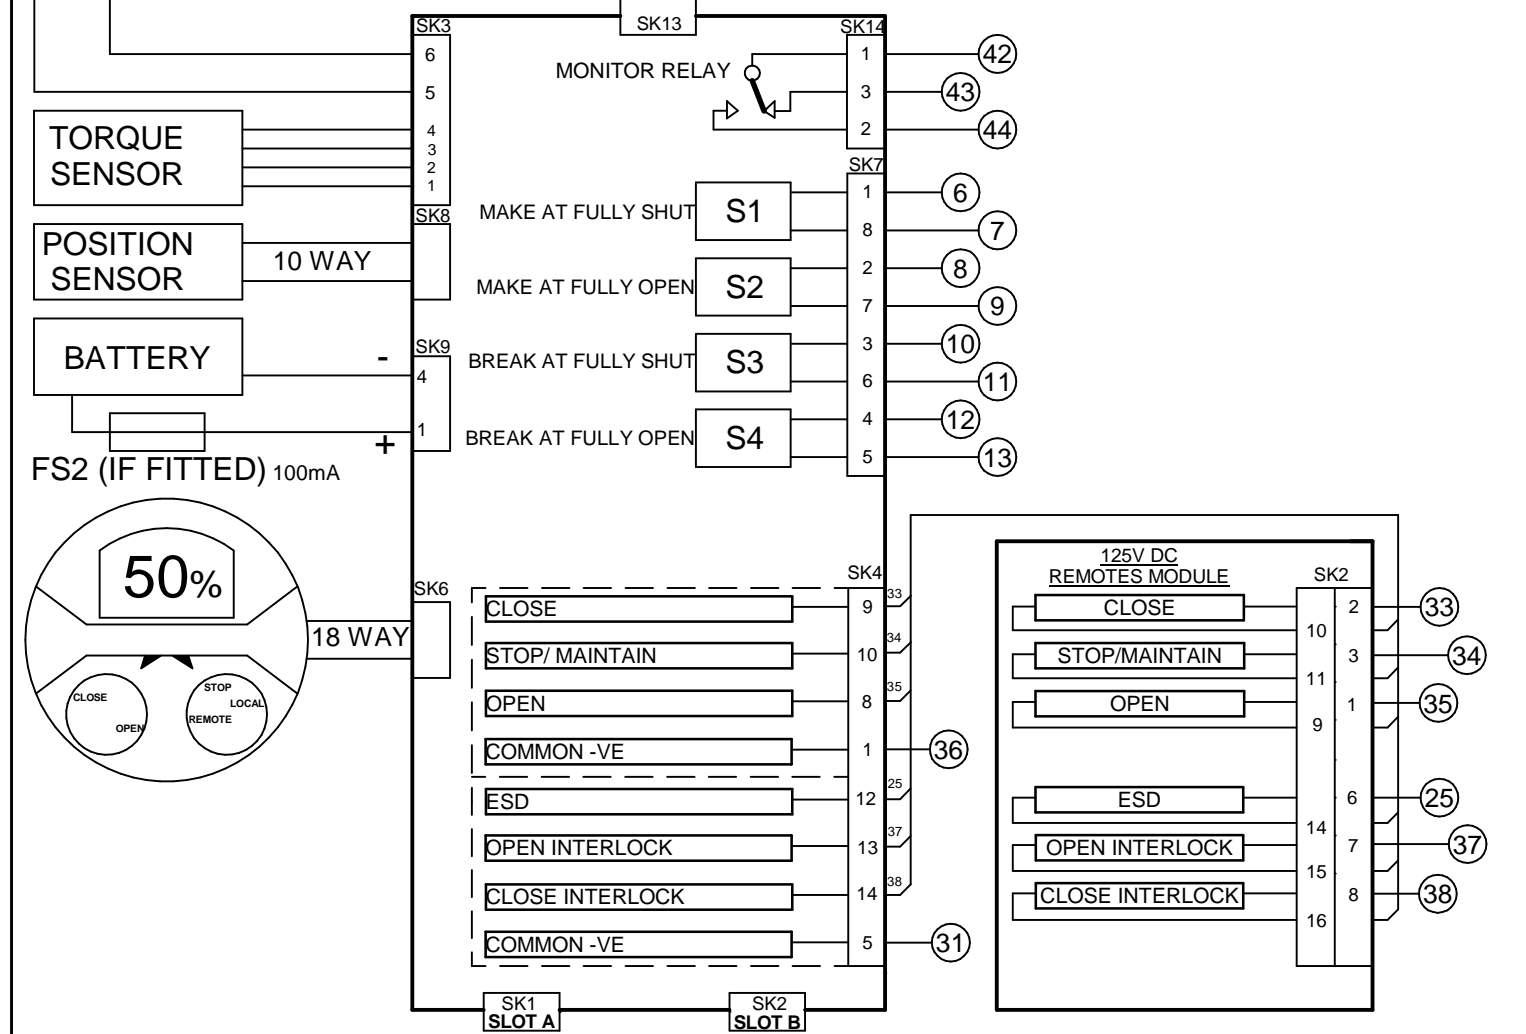 SK3
SK13
SK14
6
MONITOR RELAY
1
42
5
3
43
TORQUE
SENSOR
4
3
2
1
2
44
SK7
SK8
MAKE AT FULLY SHUT
S1
1
6
8
7
POSITION
SENSOR
10 WAY
MAKE AT FULLY OPEN
S2
2
8
7
9
BATTERY
-
SK9
4
BREAK AT FULLY SHUT
S3
3
10
6
11
+
1
BREAK AT FULLY OPEN
S4
4
12
5
13
FS2 (IF FITTED) 100mA
50%
CLOSE
OPEN
STOP
LOCAL
REMOTE
18 WAY
SK6
SK4
CLOSE
9
33
STOP/ MAINTAIN
10
34
OPEN
8
35
COMMON -VE
1
36
ESD
12
25
OPEN INTERLOCK
13
37
CLOSE INTERLOCK
14
38
COMMON -VE
5
31
SK1
SLOT A
SK2
SLOT B
125V DC
REMOTES MODULE
SK2
CLOSE
2
33
10
STOP/MAINTAIN
3
34
11
OPEN
1
35
9
ESD
6
25
14
OPEN INTERLOCK
7
37
15
CLOSE INTERLOCK
8
38
16